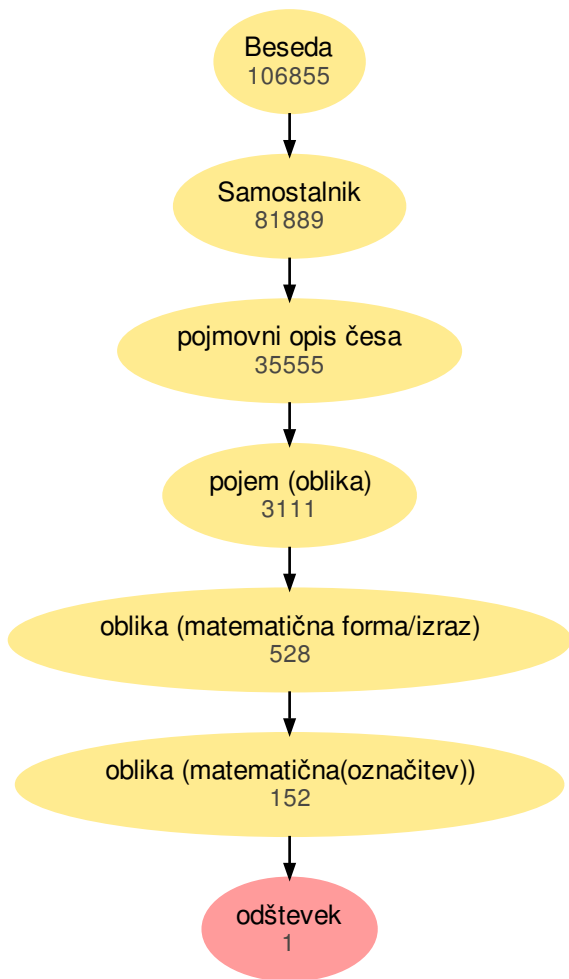 Beseda
106855
Samostalnik
81889
pojmovni opis česa
35555
pojem (oblika)
3111
oblika (matematična forma/izraz)
528
oblika (matematična(označitev))
152
odštevek
1